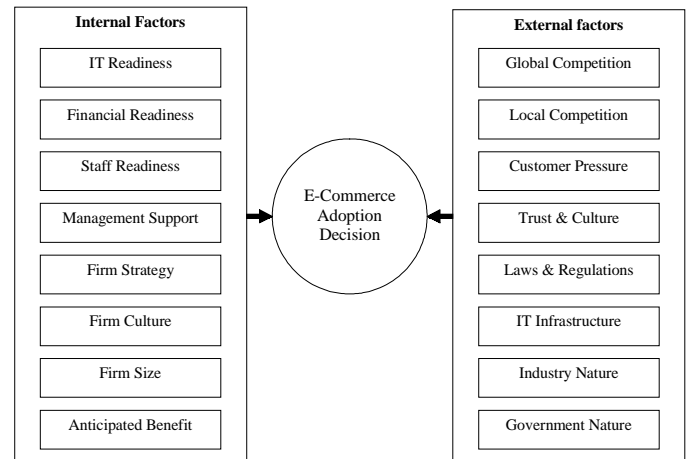 Internal Factors
IT Readiness
Financial Readiness
Staff Readiness
Management Support
Firm Strategy
Firm Culture
Firm Size
Anticipated Benefit
E-Commerce
Adoption
Decision
External factors
Global Competition
Local Competition
Customer Pressure
Trust & Culture
Laws & Regulations
IT Infrastructure
Industry Nature
Government Nature